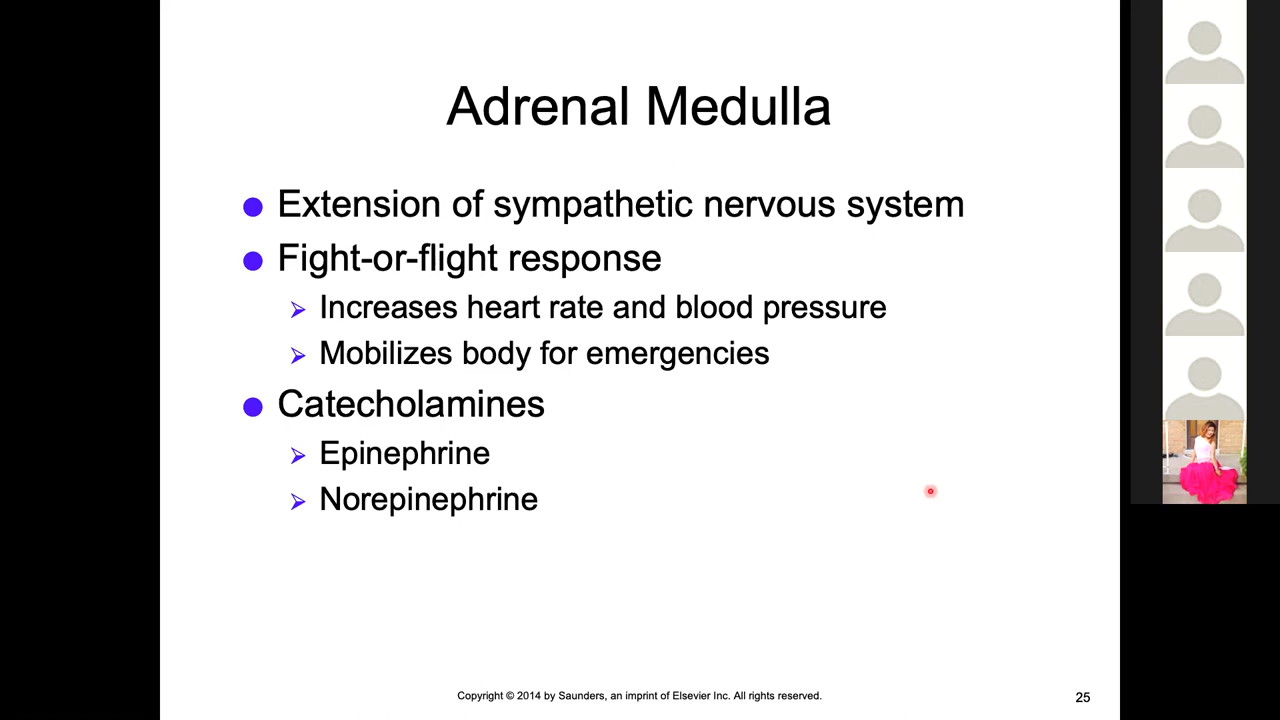 Adrenal Medulla
Extension of sympathetic nervous system
Fight-or-flight response
Increases heart rate and blood pressure
Mobilizes body for emergencies
Catecholamines
Epinephrine
Norepinephrine
Copyright © 2014 by Saunders, an imprint of Elsevier Inc. All rights reserved.
25